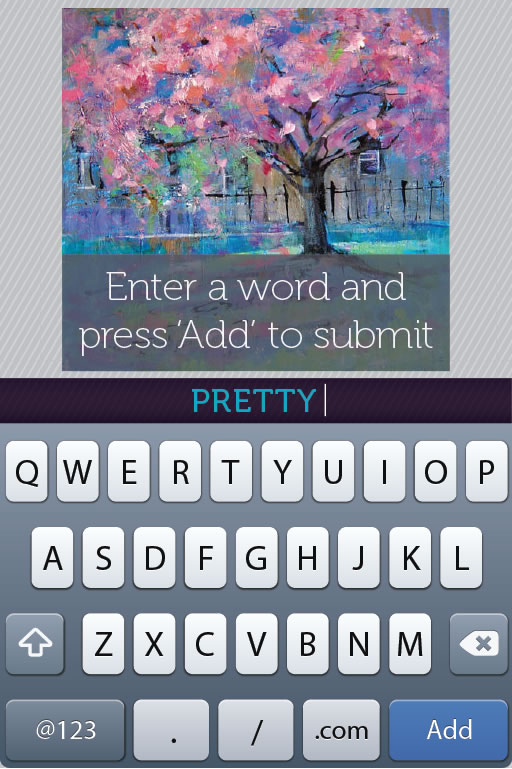 Enter a word and
press ‘Add’ to submit
PRETTY
Q W E R T Y U I O P
A S D F G H J K L
Z X C V B N M
@123 . / .com Add